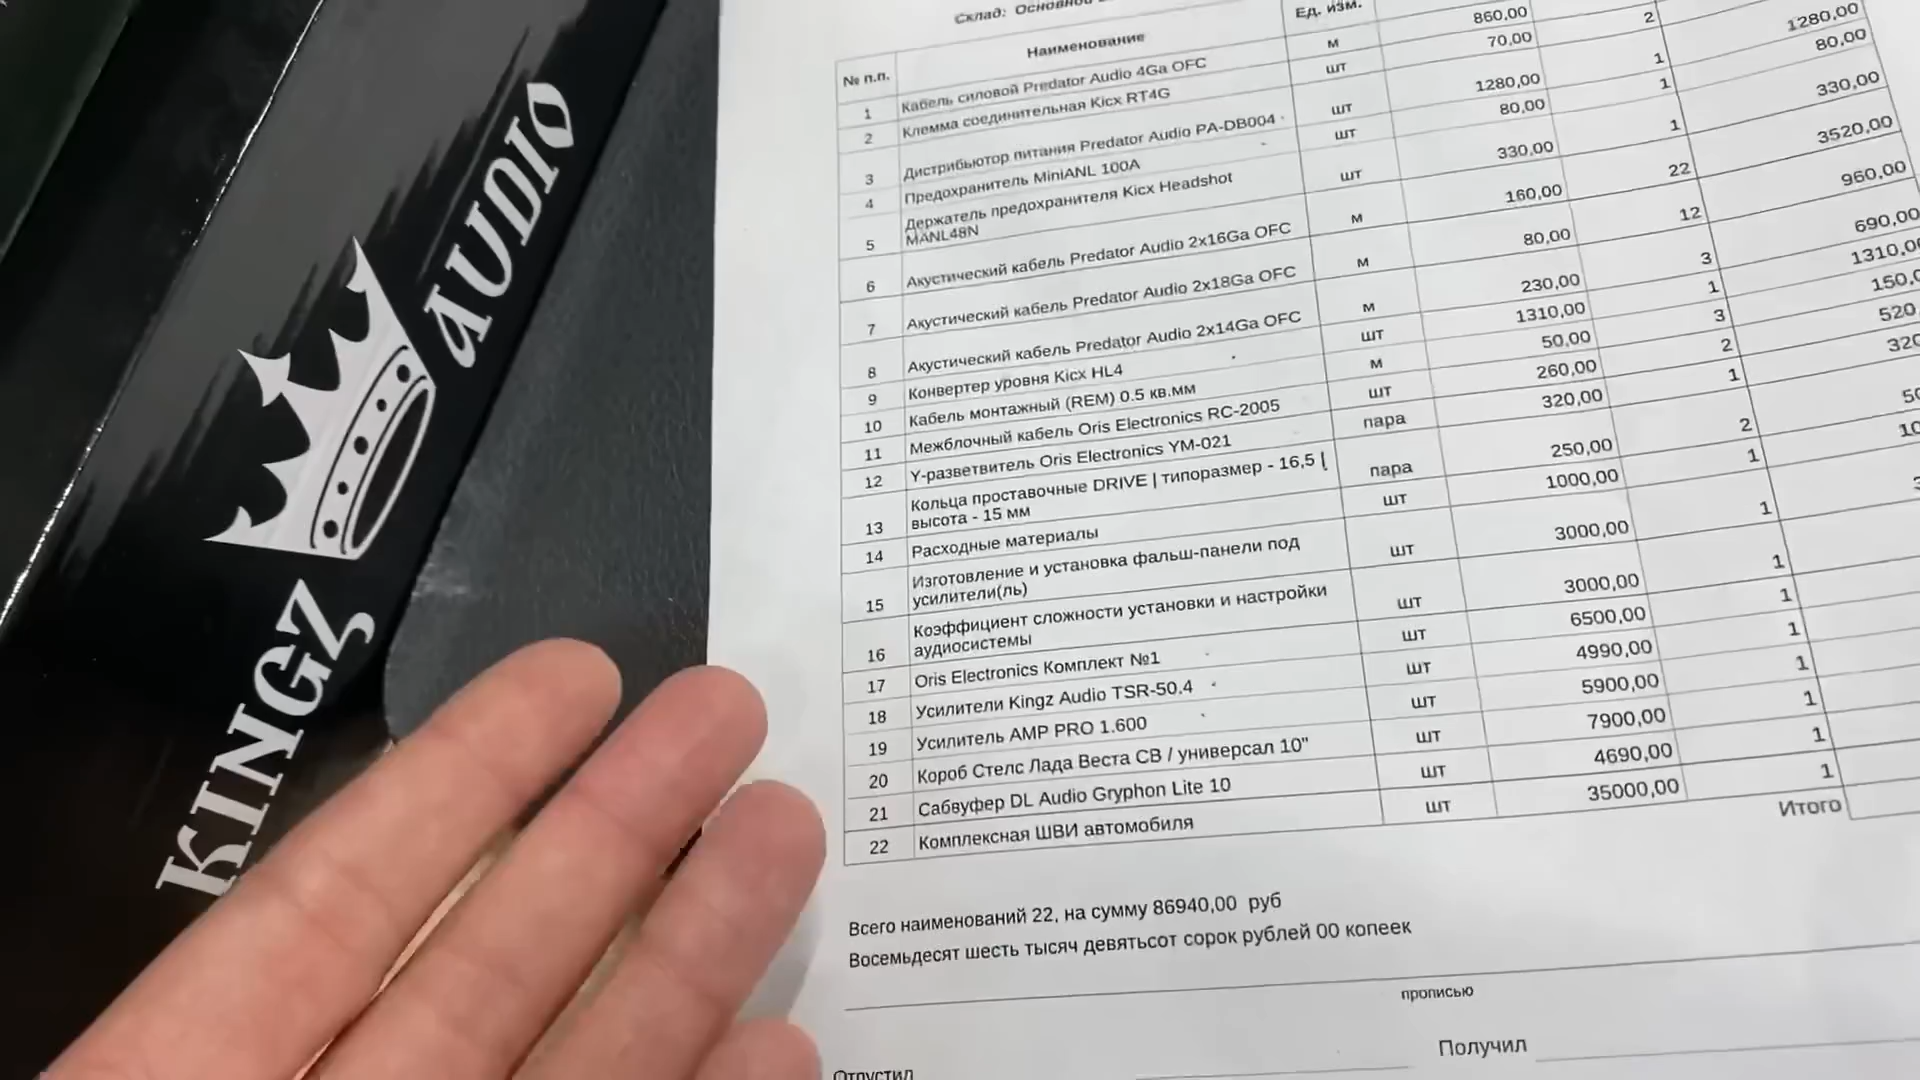 KINGZ AUDIO
Склад: Основной
№ п.п. Наименование Ед. изм.
1 Кабель силовой Predator Audio 4Ga OFC м 860,00
2 Клемма соединительная Kicx RT4G шт 70,00 2
3 Дистрибьютор питания Predator Audio PA-DB004 шт 1280,00 1 1280,00
4 Предохранитель MiniANL 100A шт 80,00 1 80,00
5 Держатель предохранителя Kicx Headshot
MANL48N шт 330,00 1 330,00
6 Акустический кабель Predator Audio 2x16Ga OFC м 160,00 22 3520,00
7 Акустический кабель Predator Audio 2x18Ga OFC м 80,00 12 960,00
8 Акустический кабель Predator Audio 2x14Ga OFC м 230,00 3 690,00
9 Конвертер уровня Kicx HL4 шт 1310,00 1
10 Кабель монтажный (REM) 0.5 кв.мм м 50,00 3
11 Межблочный кабель Oris Electronics RC-2005 шт 260,00 2
12 Y-разветвитель Oris Electronics YM-021 пара 320,00 1
13 Кольца проставочные DRIVE | типоразмер - 16,5 |
высота - 15 мм пара 250,00 2
14 Расходные материалы шт 1000,00 1
15 Изготовление и установка фальш-панели под
усилители(ль) шт 3000,00 1
16 Коэффициент сложности установки и настройки
аудиосистемы шт 3000,00 1
17 Oris Electronics Комплект №1 шт 6500,00 1
18 Усилители Kingz Audio TSR-50.4 шт 4990,00 1
19 Усилитель AMP PRO 1.600 шт 5900,00 1
20 Короб Стелс Лада Веста СВ / универсал 10" шт 7900,00 1
21 Сабвуфер DL Audio Gryphon Lite 10 шт 4690,00 1
22 Комплексная ШВИ автомобиля шт 35000,00 1
Итого
Всего наименований 22, на сумму 86940,00 руб
Восемьдесят шесть тысяч девятьсот сорок рублей 00 копеек
прописью
Отпустил Получил